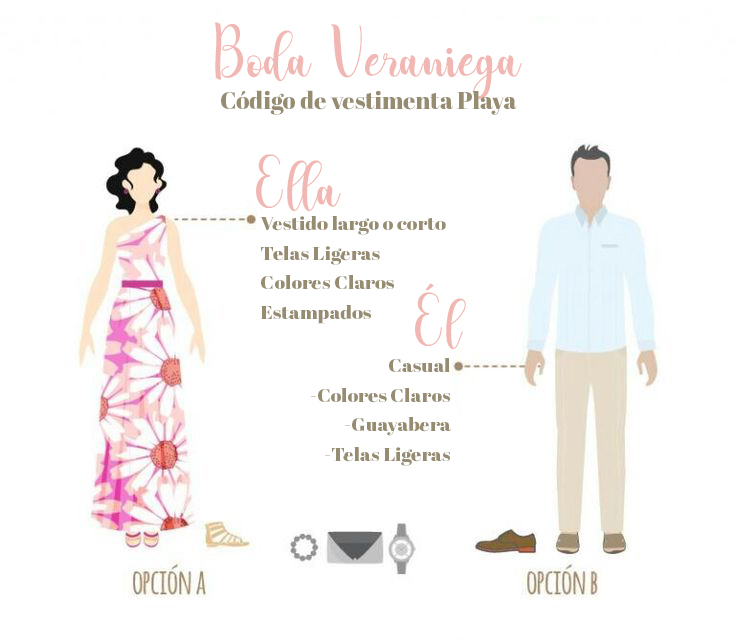 Boda Veraniega
Código de vestimenta Playa
Ella
Vestido largo o corto
Telas Ligeras
Colores Claros
Estampados
Él
Casual
-Colores Claros
-Guayabera
-Telas Ligeras
OPCIÓN A
OPCIÓN B